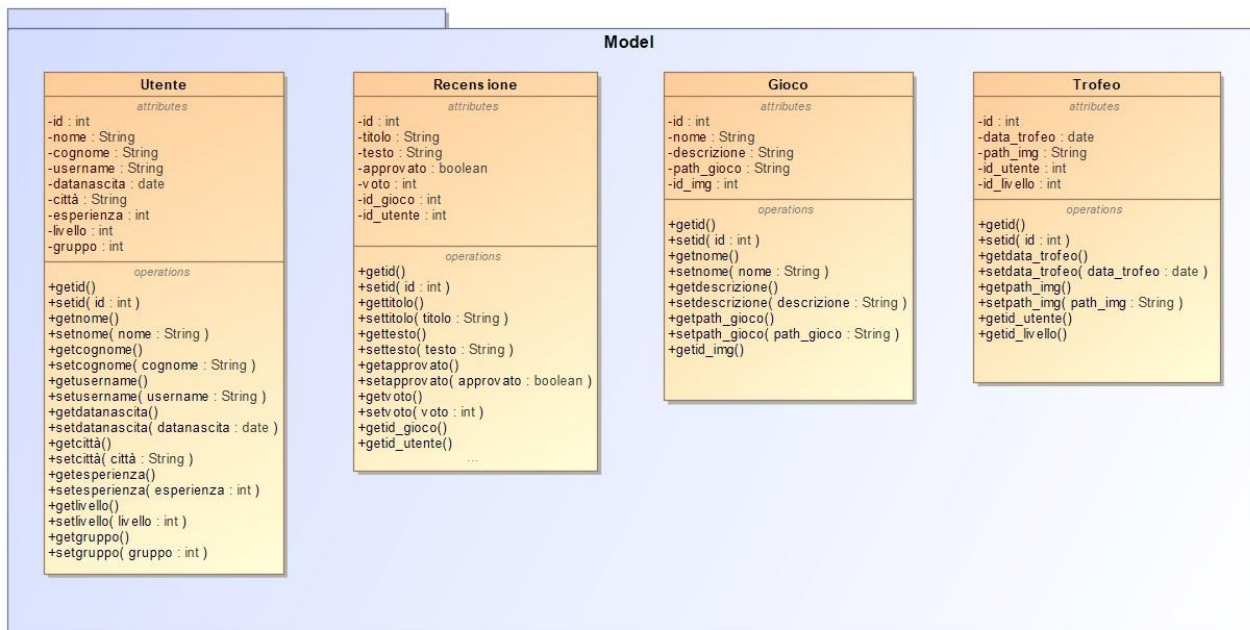 Model
Utente
attributes
-id : int
-nome : String
-cognome : String
-username : String
-datanascita : date
-città : String
-esperienza : int
-livello : int
-gruppo : int
operations
+getid()
+setid( id : int )
+getnome()
+setnome( nome : String )
+getcognome()
+setcognome( cognome : String )
+getusername()
+setusername( username : String )
+getdatanascita()
+setdatanascita( datanascita : date )
+getcittà()
+setcittà( città : String )
+getesperienza()
+setesperienza( esperienza : int )
+getlivello()
+setlivello( livello : int )
+getgruppo()
+setgruppo( gruppo : int )
Recensione
attributes
-id : int
-titolo : String
-testo : String
-approvato : boolean
-voto : int
-id_gioco : int
-id_utente : int
operations
+getid()
+setid( id : int )
+gettitolo()
+settitolo( titolo : String )
+gettesto()
+settesto( testo : String )
+getapprovato()
+setapprovato( approvato : boolean )
+getvoto()
+setvoto( voto : int )
+getid_gioco()
+getid_utente()
...
Gioco
attributes
-id : int
-nome : String
-descrizione : String
-path_gioco : String
-id_img : int
operations
+getid()
+setid( id : int )
+getnome()
+setnome( nome : String )
+getdescrizione()
+setdescrizione( descrizione : String )
+getpath_gioco()
+setpath_gioco( path_gioco : String )
+getid_img()
Trofeo
attributes
-id : int
-data_trofeo : date
-path_img : String
-id_utente : int
-id_livello : int
operations
+getid()
+setid( id : int )
+getdata_trofeo()
+setdata_trofeo( data_trofeo : date )
+getpath_img()
+setpath_img( path_img : String )
+getid_utente()
+getid_livello()